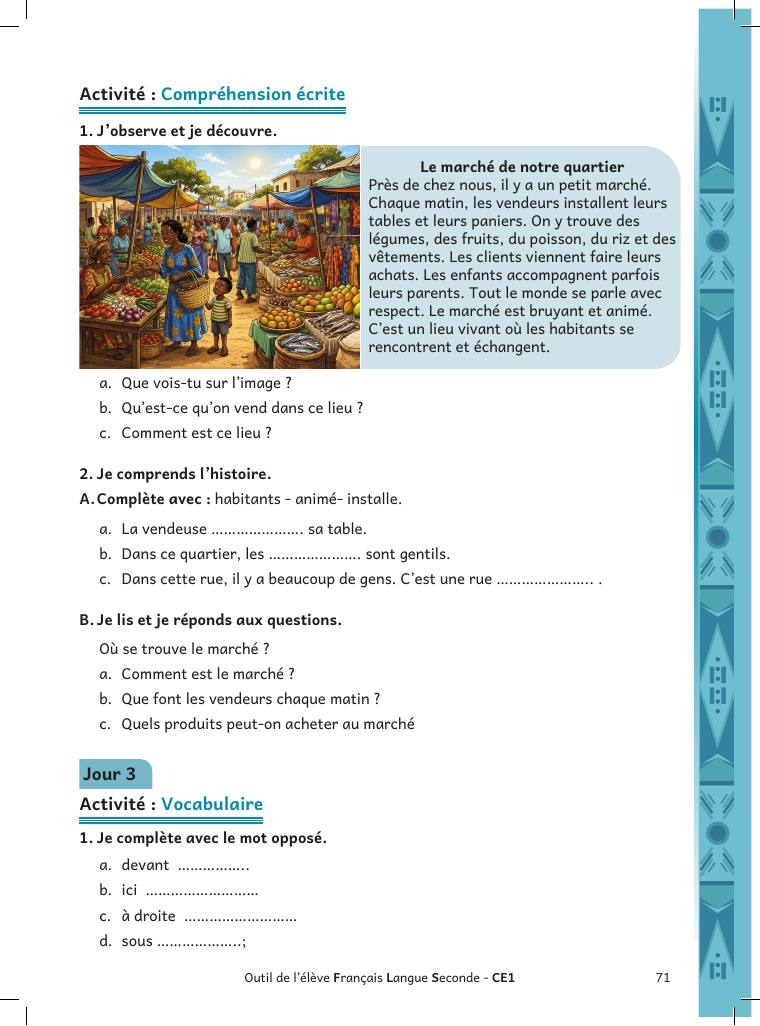 Activité : Compréhension écrite
1. J'observe et je découvre.
Le marché de notre quartier
Près de chez nous, il y a un petit marché.
Chaque matin, les vendeurs installent leurs
tables et leurs paniers. On y trouve des
légumes, des fruits, du poisson, du riz et des
vêtements. Les clients viennent faire leurs
achats. Les enfants accompagnent parfois
leurs parents. Tout le monde se parle avec
respect. Le marché est bruyant et animé.
C'est un lieu vivant où les habitants se
rencontrent et échangent.
a. Que vois-tu sur l'image ?
b. Qu'est-ce qu'on vend dans ce lieu ?
c. Comment est ce lieu ?
2. Je comprends l'histoire.
A. Complète avec : habitants - animé- installe.
a. La vendeuse …………………. sa table.
b. Dans ce quartier, les …………………. sont gentils.
c. Dans cette rue, il y a beaucoup de gens. C'est une rue ………………….. .
B. Je lis et je réponds aux questions.
Où se trouve le marché ?
a. Comment est le marché ?
b. Que font les vendeurs chaque matin ?
c. Quels produits peut-on acheter au marché
Jour 3
Activité : Vocabulaire
1. Je complète avec le mot opposé.
a. devant ……………..
b. ici ……………………
c. à droite ……………………
d. sous ………………..;
Outil de l'élève Français Langue Seconde - CE1
71